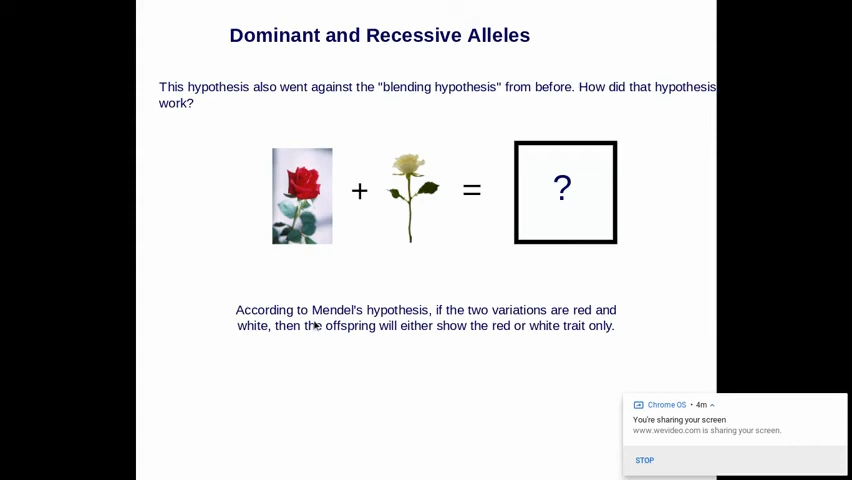 Dominant and Recessive Alleles
This hypothesis also went against the "blending hypothesis" from before. How did that hypothesis
work?
+ = ?
According to Mendel's hypothesis, if the two variations are red and
white, then the offspring will either show the red or white trait only.
Chrome OS • 4m
You're sharing your screen
www.wevideo.com is sharing your screen.
STOP